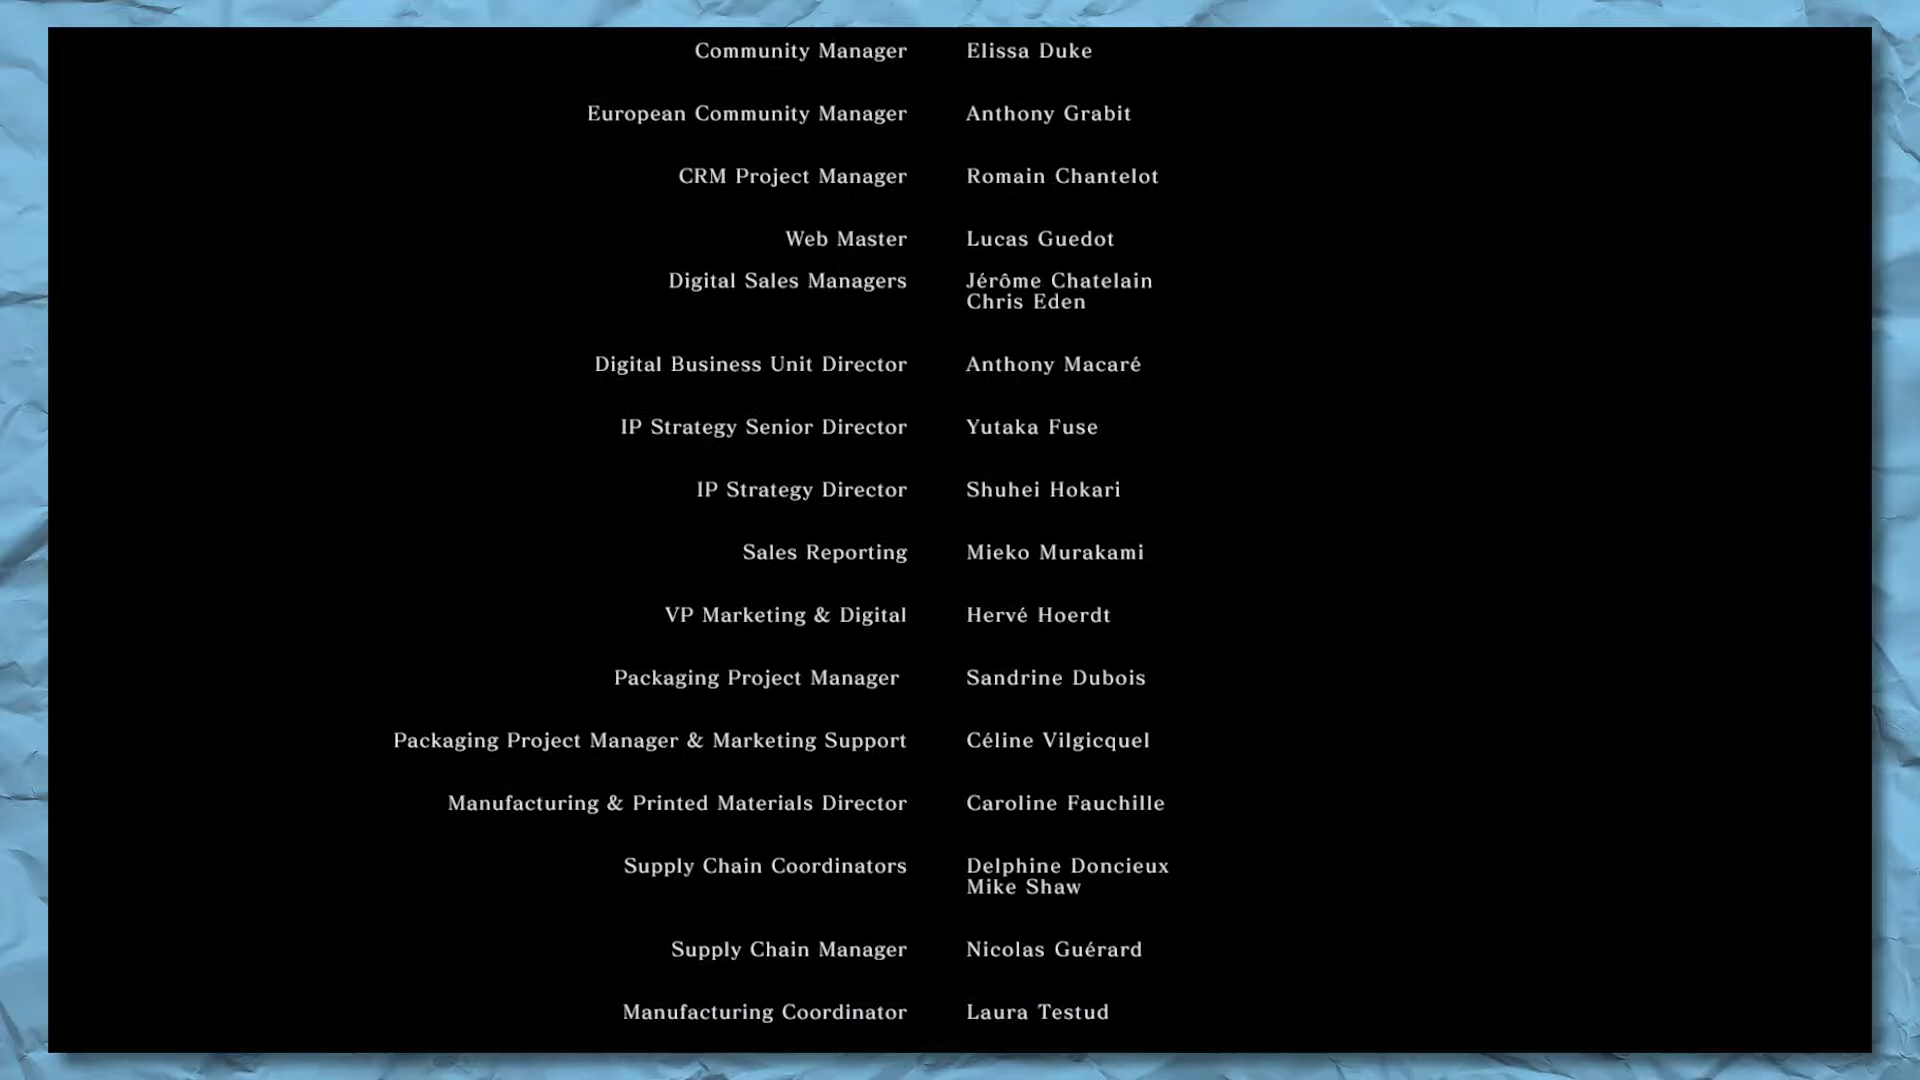 Community Manager Elissa Duke
European Community Manager Anthony Grabit
CRM Project Manager Romain Chantelot
Web Master Lucas Guedot
Digital Sales Managers Jérôme Chatelain
Chris Eden
Digital Business Unit Director Anthony Macaré
IP Strategy Senior Director Yutaka Fuse
IP Strategy Director Shuhei Hokari
Sales Reporting Mieko Murakami
VP Marketing & Digital Hervé Hoerdt
Packaging Project Manager Sandrine Dubois
Packaging Project Manager & Marketing Support Céline Vilgicquel
Manufacturing & Printed Materials Director Caroline Fauchille
Supply Chain Coordinators Delphine Doncieux
Mike Shaw
Supply Chain Manager Nicolas Guérard
Manufacturing Coordinator Laura Testud